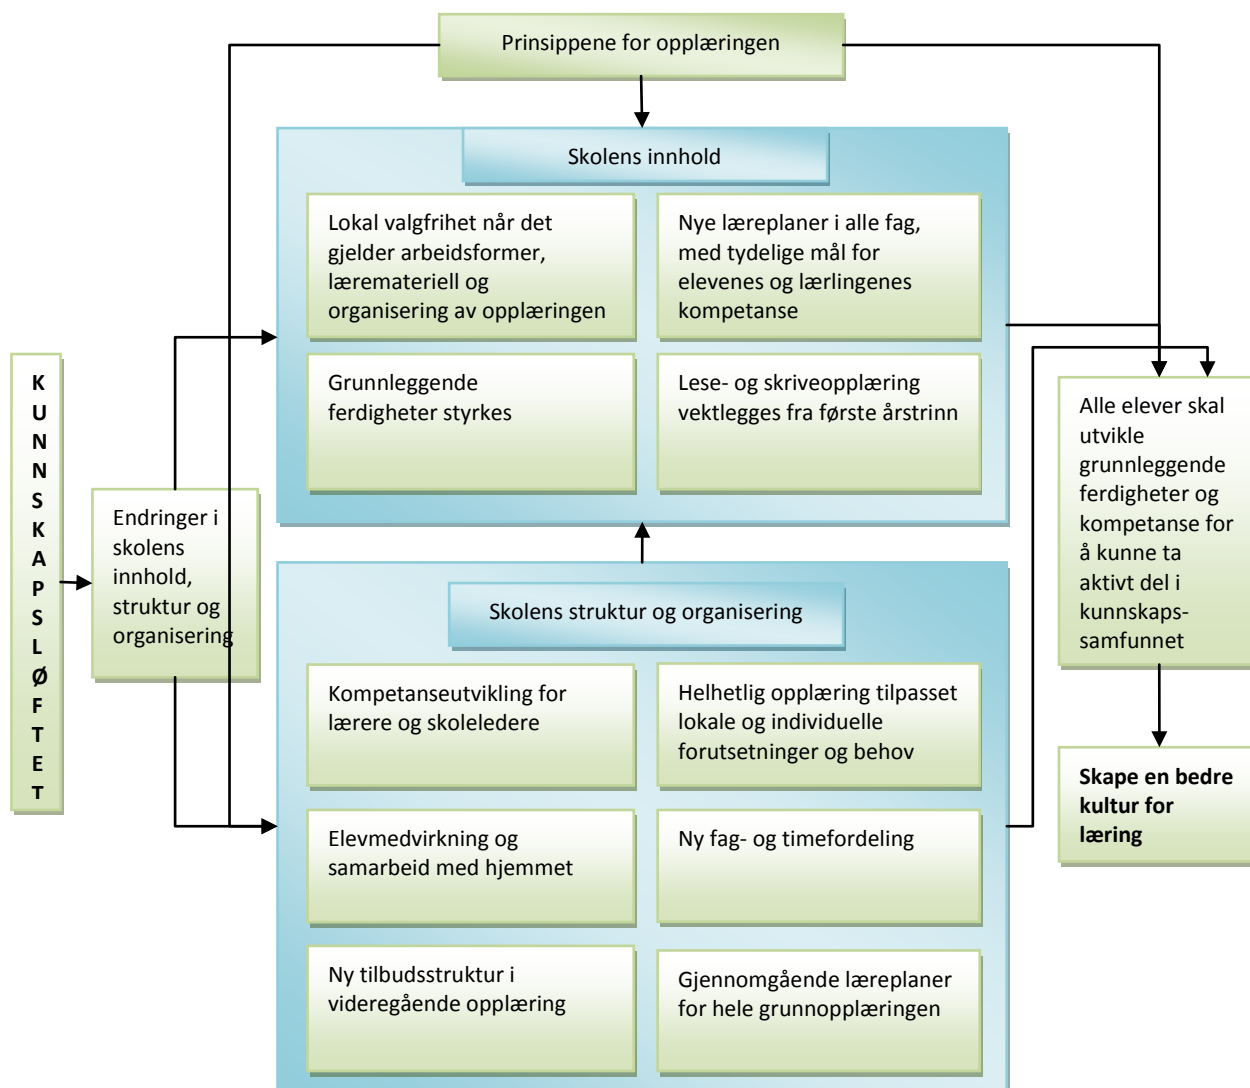 Prinsippene for opplæringen
Skolens innhold
Lokal valgfrihet når det
gjelder arbeidsformer,
læremateriell og
organisering av opplæringen
Nye læreplaner i alle fag,
med tydelige mål for
elevenes og lærlingenes
kompetanse
Grunnleggende
ferdigheter styrkes
Lese- og skriveopplæring
vektlegges fra første årstrinn
K
U
N
N
S
K
A
P
S
L
Ø
F
T
E
T
Endringer i
skolens
innhold,
struktur og
organisering
Skolens struktur og organisering
Kompetanseutvikling for
lærere og skoleledere
Helhetlig opplæring tilpasset
lokale og individuelle
forutsetninger og behov
Elevmedvirkning og
samarbeid med hjemmet
Ny fag- og timefordeling
Ny tilbudsstruktur i
videregående opplæring
Gjennomgående læreplaner
for hele grunnopplæringen
Alle elever skal
utvikle
grunnleggende
ferdigheter og
kompetanse for
å kunne ta
aktivt del i
kunnskaps-
samfunnet
Skape en bedre
kultur for
læring